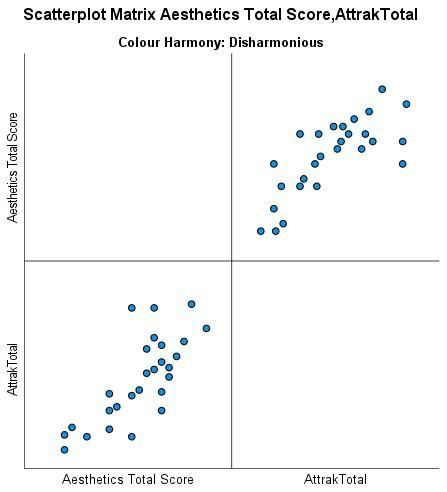 Scatterplot Matrix Aesthetics Total Score,AttrakTotal
Colour Harmony: Disharmonious
Aesthetics Total Score
AttrakTotal
Aesthetics Total Score
AttrakTotal